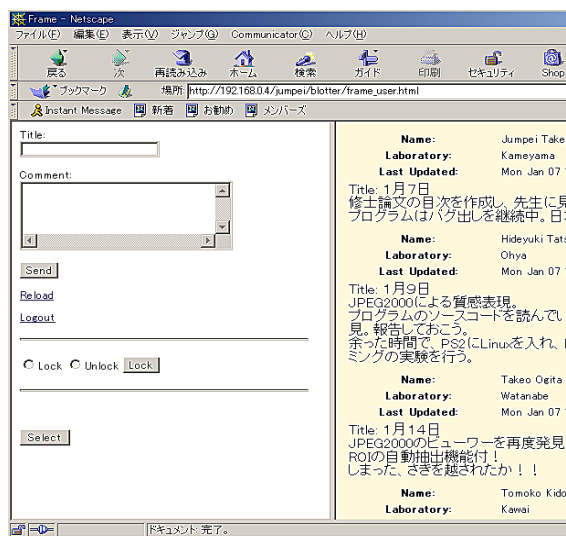 Frame - Netscape
ファイル(F) 編集(E) 表示(V) ジャンプ(G) Communicator(C) ヘルプ(H)
戻る 次 再読み込み ホーム 検索 ガイド 印刷 セキュリティ Shop
ブックマーク 場所: http://192.168.0.4/jumpei/blotter/frame_user.html
Instant Message 新着 お勧め メンバーズ
Title:
Comment:
Send
Reload
Logout
Lock Unlock Lock
Select
Name: Jumpei Take
Laboratory: Kameyama
Last Updated: Mon Jan 07
Title: 1月7日
修士論文の目次を作成し、先生に見
プログラムはバグ出しを継続中。日
Name: Hideyuki Tats
Laboratory: Ohya
Last Updated: Mon Jan 07
Title: 1月9日
JPEG2000による質感表現。
プログラムのソースコードを読んでい
見。報告しておこう。
余った時間で、PS2にLinuxを入れ、
ミングの実験を行う。
Name: Takeo Ogita
Laboratory: Watanabe
Last Updated: Mon Jan 07
Title: 1月14日
JPEG2000のビューワーを再度発見
ROIの自動抽出機能付！
しまった、さきを越されたか！！
Name: Tomoko Kido
Laboratory: Kawai
ドキュメント: 完了。